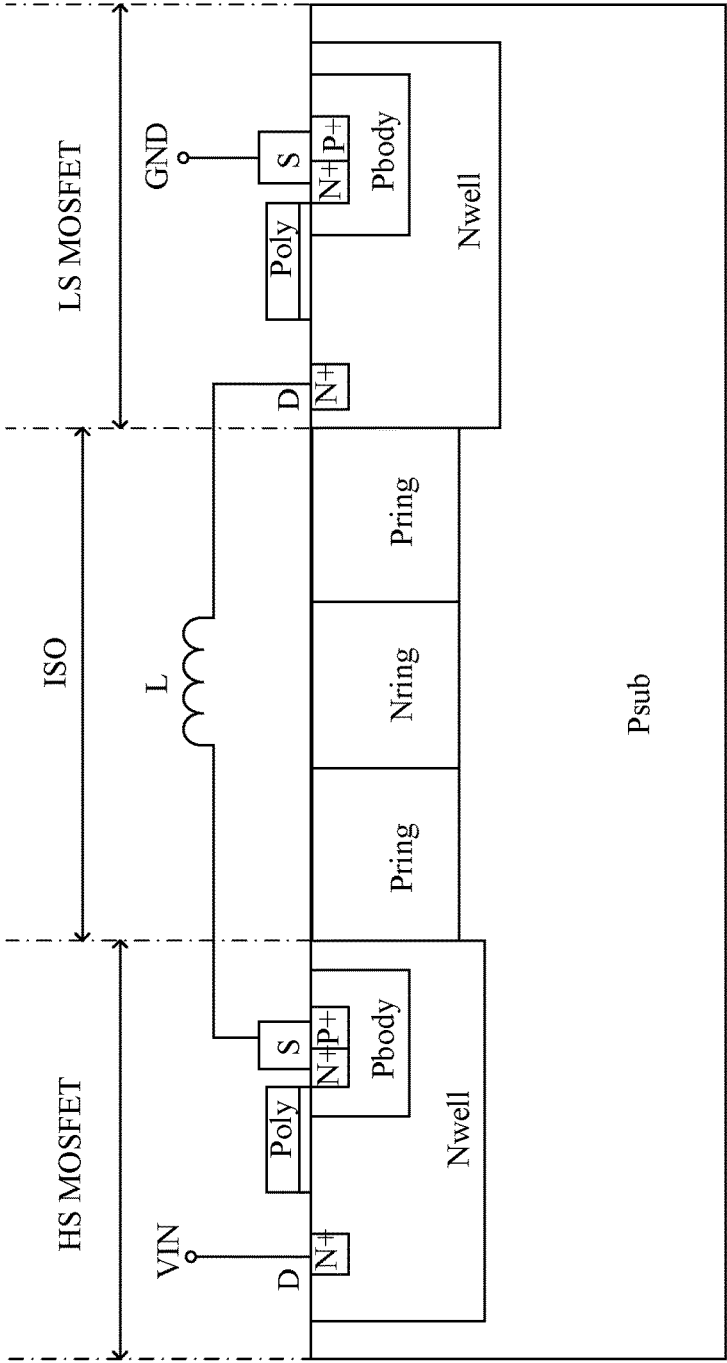 HS MOSFET
ISO
LS MOSFET
VIN
L
GND
D
Poly
S
D
Poly
S
N+
N+
P+
Pbody
Nwell
Pring
Nring
Pring
N+
N+
P+
Pbody
Nwell
Psub